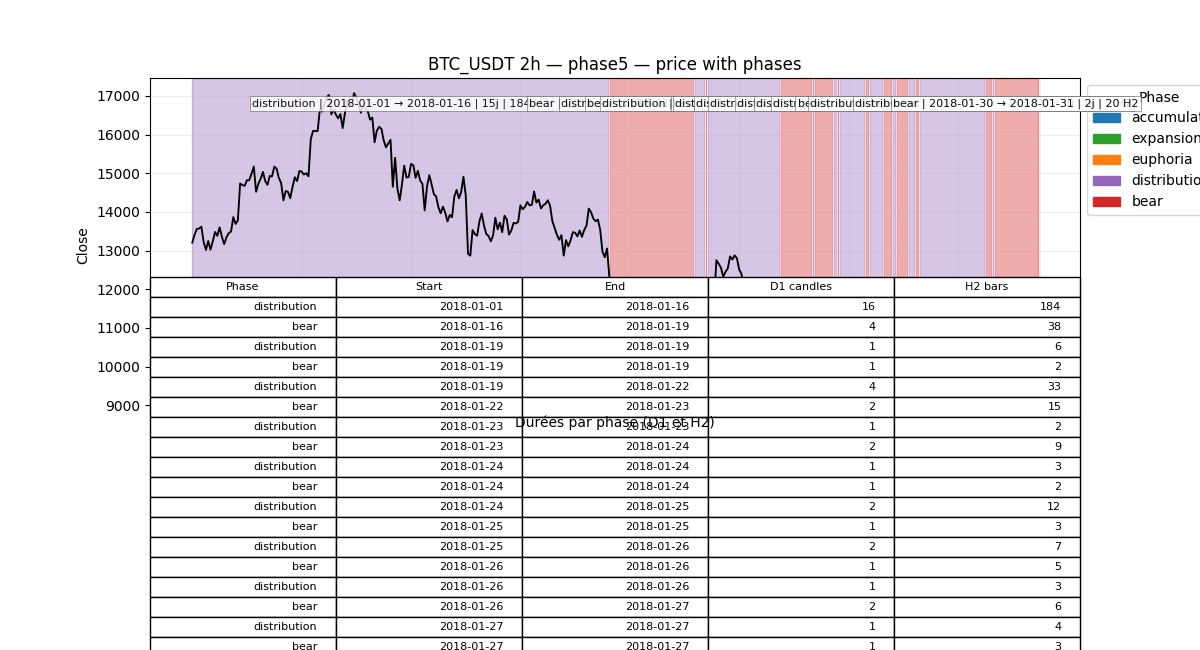 BTC_USDT 2h — phase5 — price with phases
17000
16000
15000
14000
13000
12000
11000
10000
9000
Close
distribution | 2018-01-01 → 2018-01-16 | 15j | 184
bear
distribution |
bear | 2018-01-30 → 2018-01-31 | 2j | 20 H2
Phase
accumulat
expansion
euphoria
distributio
bear
Phase Start End D1 candles H2 bars
distribution 2018-01-01 2018-01-16 16 184
bear 2018-01-16 2018-01-19 4 38
distribution 2018-01-19 2018-01-19 1 6
bear 2018-01-19 2018-01-19 1 2
distribution 2018-01-19 2018-01-22 4 33
bear 2018-01-22 2018-01-23 2 15
Durées par phase (D1 et H2)
distribution 2018-01-23 2018-01-23 1 2
bear 2018-01-23 2018-01-24 2 9
distribution 2018-01-24 2018-01-24 1 3
bear 2018-01-24 2018-01-24 1 2
distribution 2018-01-24 2018-01-25 2 12
bear 2018-01-25 2018-01-25 1 3
distribution 2018-01-25 2018-01-26 2 7
bear 2018-01-26 2018-01-26 1 5
distribution 2018-01-26 2018-01-26 1 3
bear 2018-01-26 2018-01-27 2 6
distribution 2018-01-27 2018-01-27 1 4
bear 2018-01-27 2018-01-27 1 3